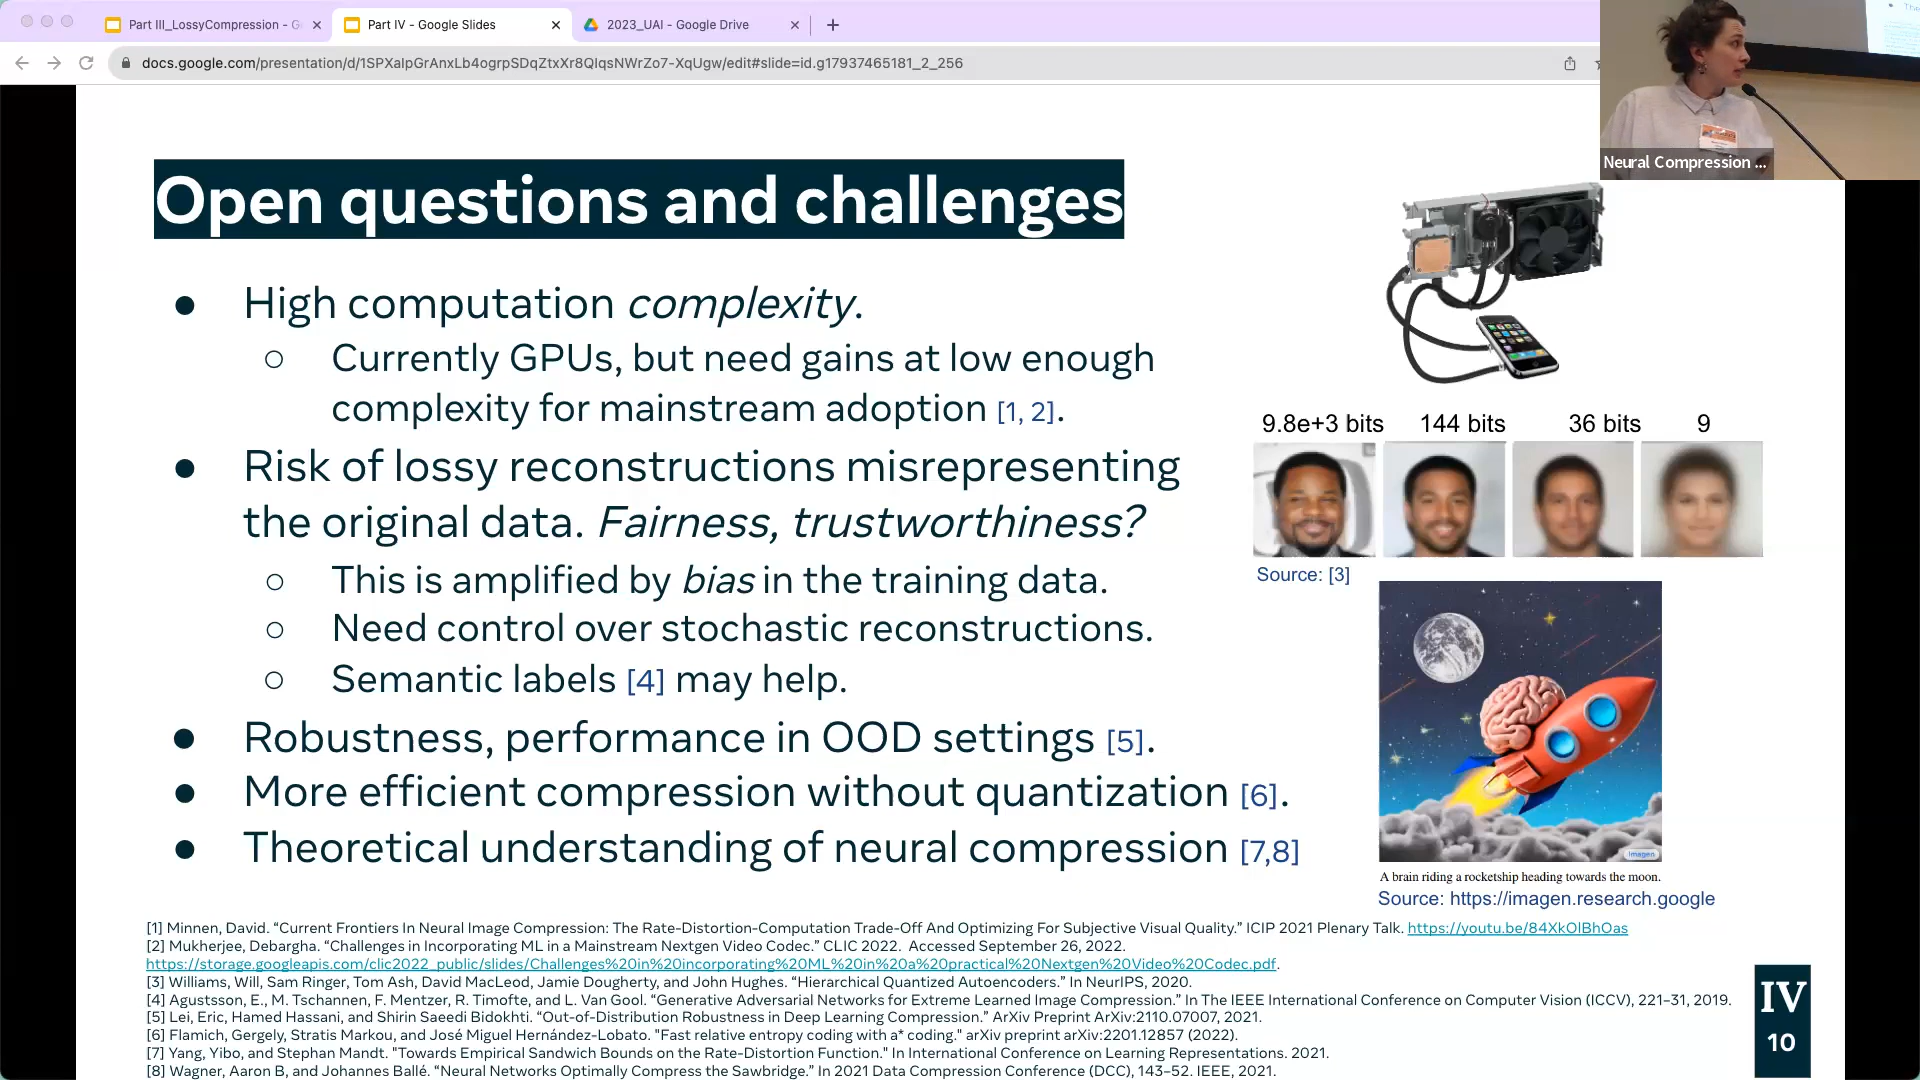 Part III_LossyCompression - G
Part IV - Google Slides
2023_UAI - Google Drive
docs.google.com/presentation/d/1SPXalpGrAnxLb4ogrpSDqZtxXr8QIqsNWrZo7-XqUgw/edit#slide=id.g17937465181_2_256
Neural Compression ...
Open questions and challenges
● High computation complexity.
○ Currently GPUs, but need gains at low enough
complexity for mainstream adoption [1, 2].
● Risk of lossy reconstructions misrepresenting
the original data. Fairness, trustworthiness?
○ This is amplified by bias in the training data.
○ Need control over stochastic reconstructions.
○ Semantic labels [4] may help.
● Robustness, performance in OOD settings [5].
● More efficient compression without quantization [6].
● Theoretical understanding of neural compression [7,8]
9.8e+3 bits 144 bits 36 bits 9
Source: [3]
Imagen
A brain riding a rocketship heading towards the moon.
Source: https://imagen.research.google
[1] Minnen, David. “Current Frontiers In Neural Image Compression: The Rate-Distortion-Computation Trade-Off And Optimizing For Subjective Visual Quality.” ICIP 2021 Plenary Talk. https://youtu.be/84XkOIBhOas
[2] Mukherjee, Debargha. “Challenges in Incorporating ML in a Mainstream Nextgen Video Codec.” CLIC 2022. Accessed September 26, 2022.
https://storage.googleapis.com/clic2022_public/slides/Challenges%20in%20incorporating%20ML%20in%20a%20practical%20Nextgen%20Video%20Codec.pdf.
[3] Williams, Will, Sam Ringer, Tom Ash, David MacLeod, Jamie Dougherty, and John Hughes. “Hierarchical Quantized Autoencoders.” In NeurIPS, 2020.
[4] Agustsson, E., M. Tschannen, F. Mentzer, R. Timofte, and L. Van Gool. “Generative Adversarial Networks for Extreme Learned Image Compression.” In The IEEE International Conference on Computer Vision (ICCV), 221–31, 2019.
[5] Lei, Eric, Hamed Hassani, and Shirin Saeedi Bidokhti. “Out-of-Distribution Robustness in Deep Learning Compression.” ArXiv Preprint ArXiv:2110.07007, 2021.
[6] Flamich, Gergely, Stratis Markou, and José Miguel Hernández-Lobato. "Fast relative entropy coding with a* coding." arXiv preprint arXiv:2201.12857 (2022).
[7] Yang, Yibo, and Stephan Mandt. "Towards Empirical Sandwich Bounds on the Rate-Distortion Function." In International Conference on Learning Representations. 2021.
[8] Wagner, Aaron B, and Johannes Ballé. “Neural Networks Optimally Compress the Sawbridge.” In 2021 Data Compression Conference (DCC), 143–52. IEEE, 2021.
IV
10